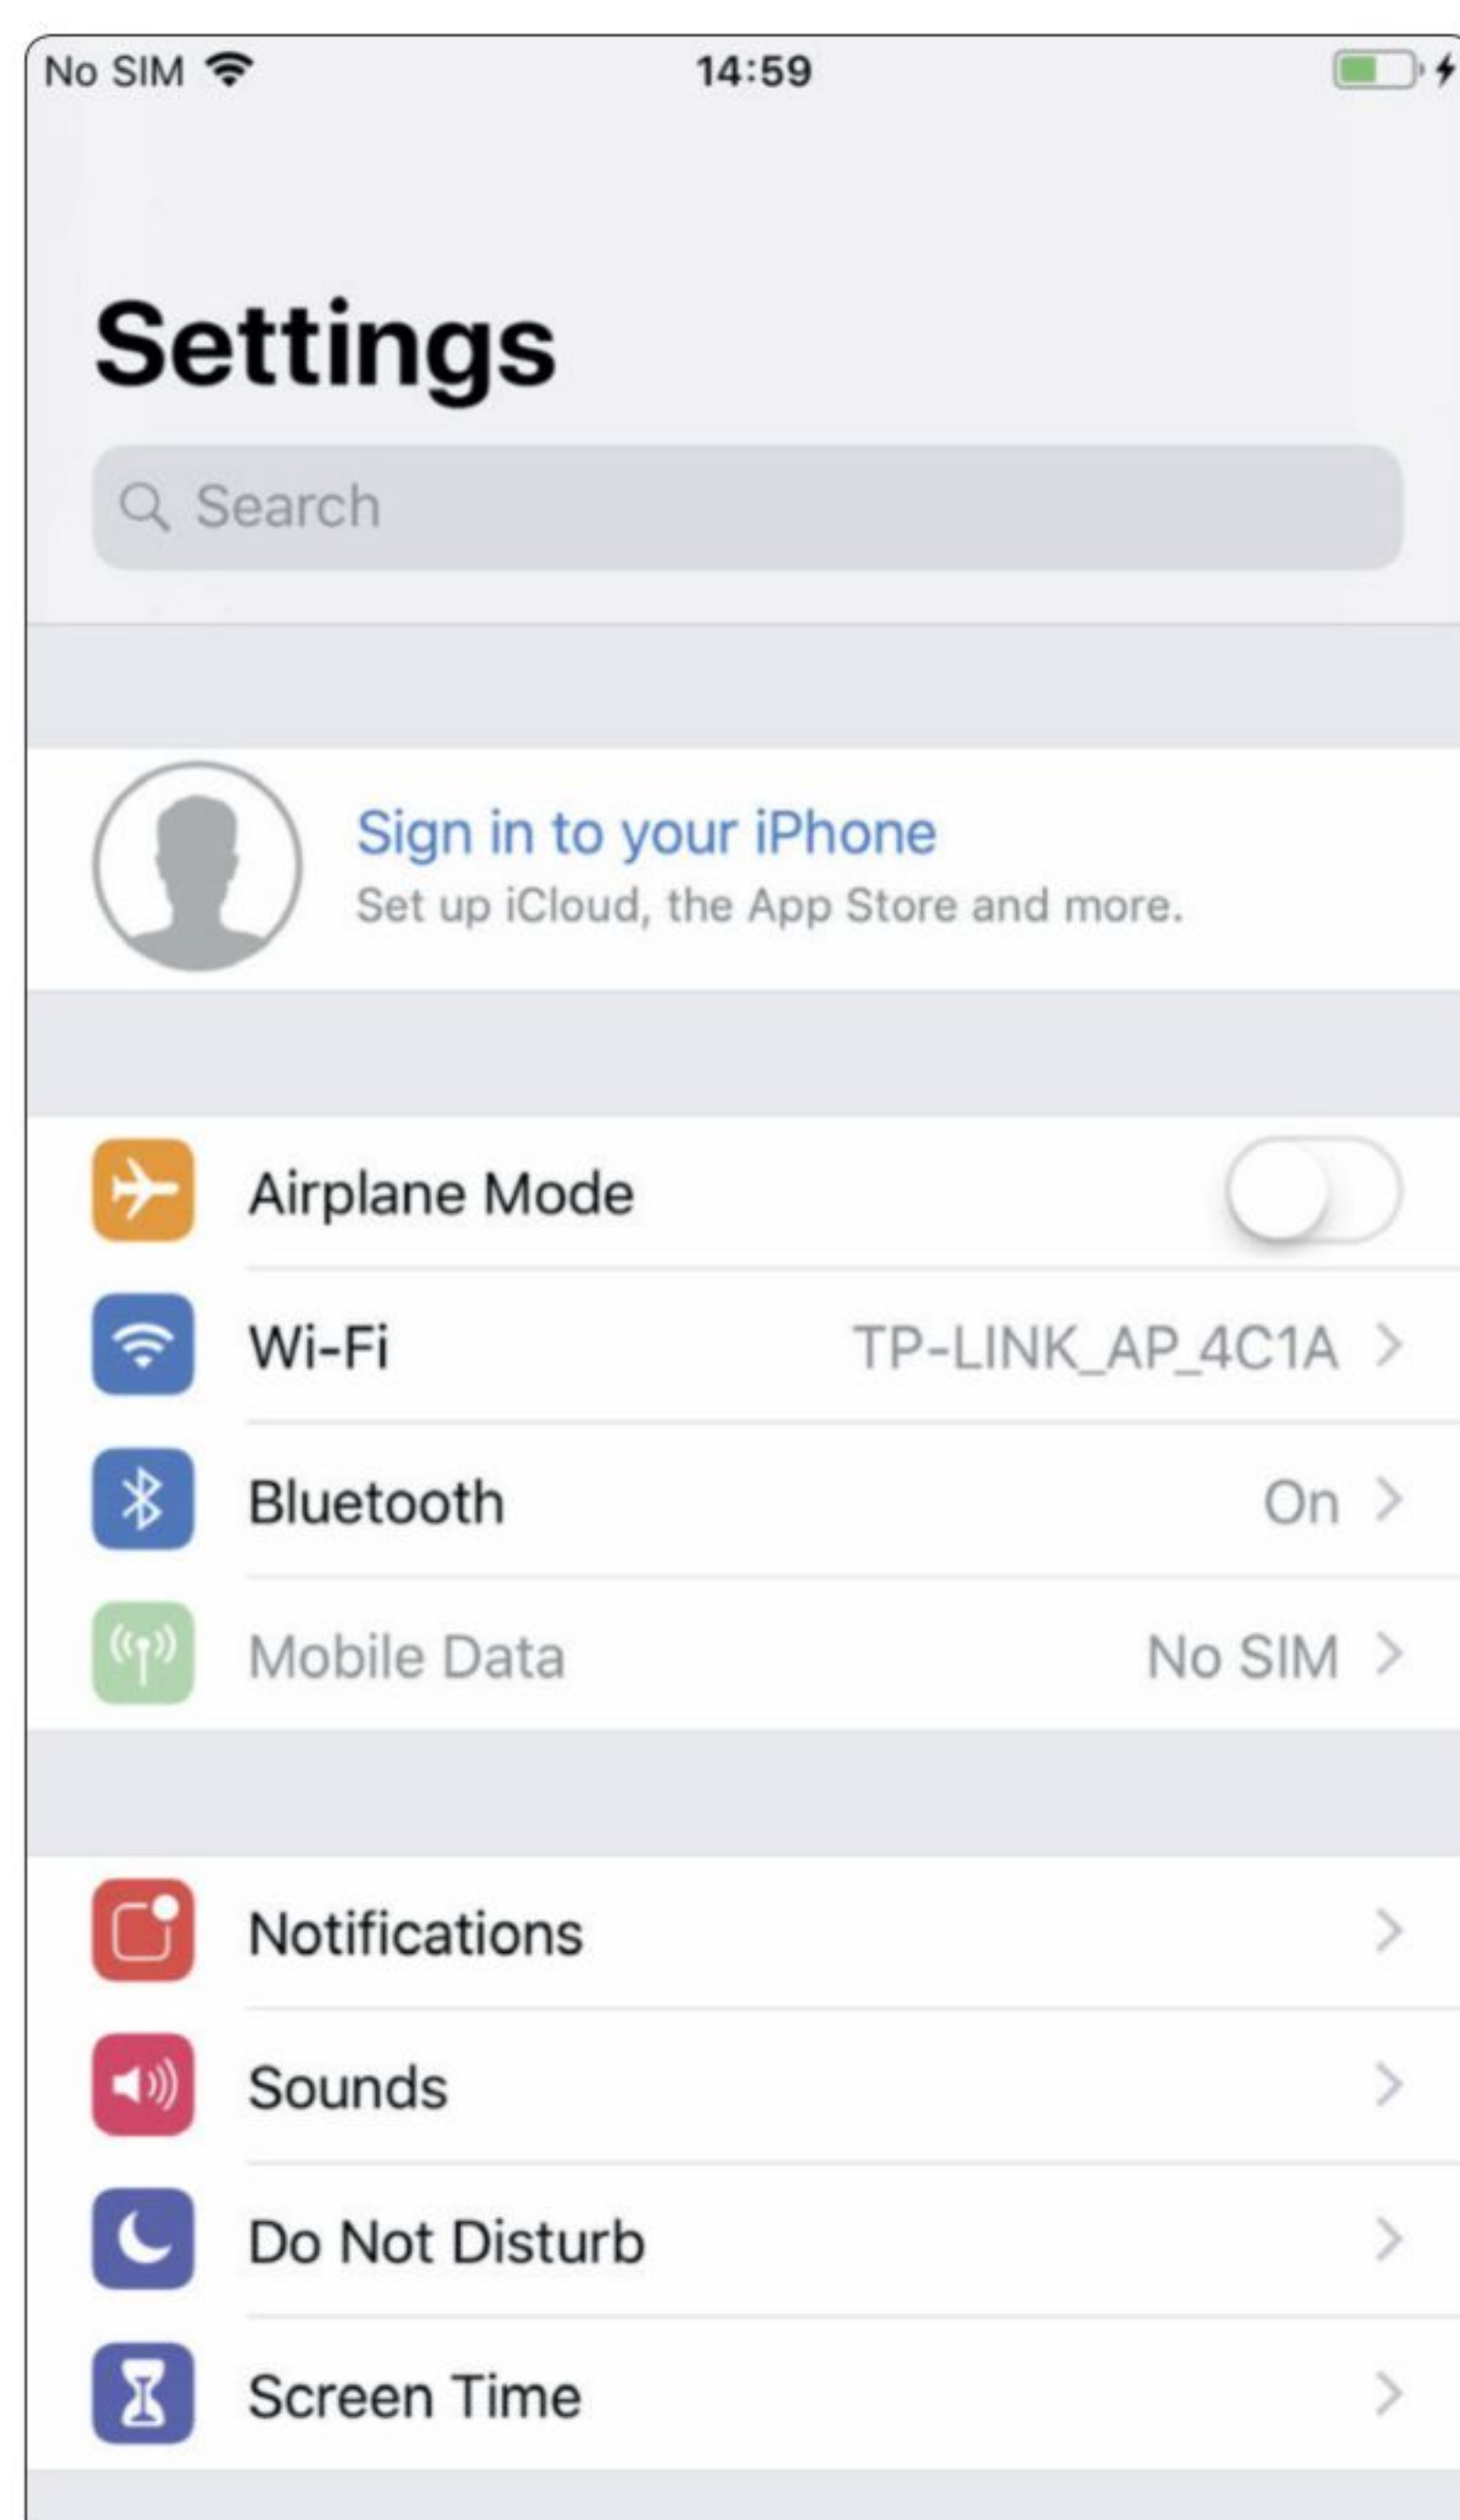 No SIM 14:59
Settings
Search
Sign in to your iPhone
Set up iCloud, the App Store and more.
Airplane Mode
Wi-Fi TP-LINK_AP_4C1A
Bluetooth On
Mobile Data No SIM
Notifications
Sounds
Do Not Disturb
Screen Time